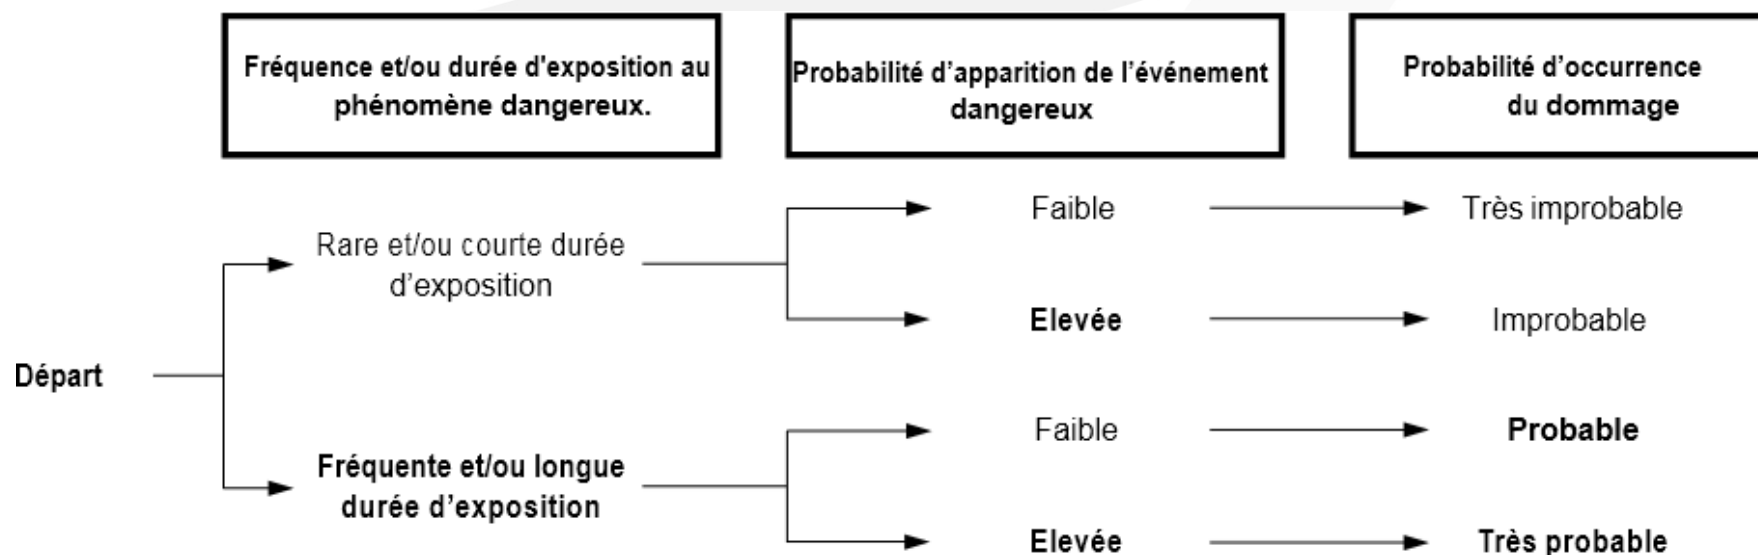 Fréquence et/ou durée d'exposition au
phénomène dangereux.
Probabilité d’apparition de l’événement
dangereux
Probabilité d’occurrence
du dommage
Départ
Rare et/ou courte durée
d’exposition
Faible
Très improbable
Elevée
Improbable
Fréquente et/ou longue
durée d’exposition
Faible
Probable
Elevée
Très probable